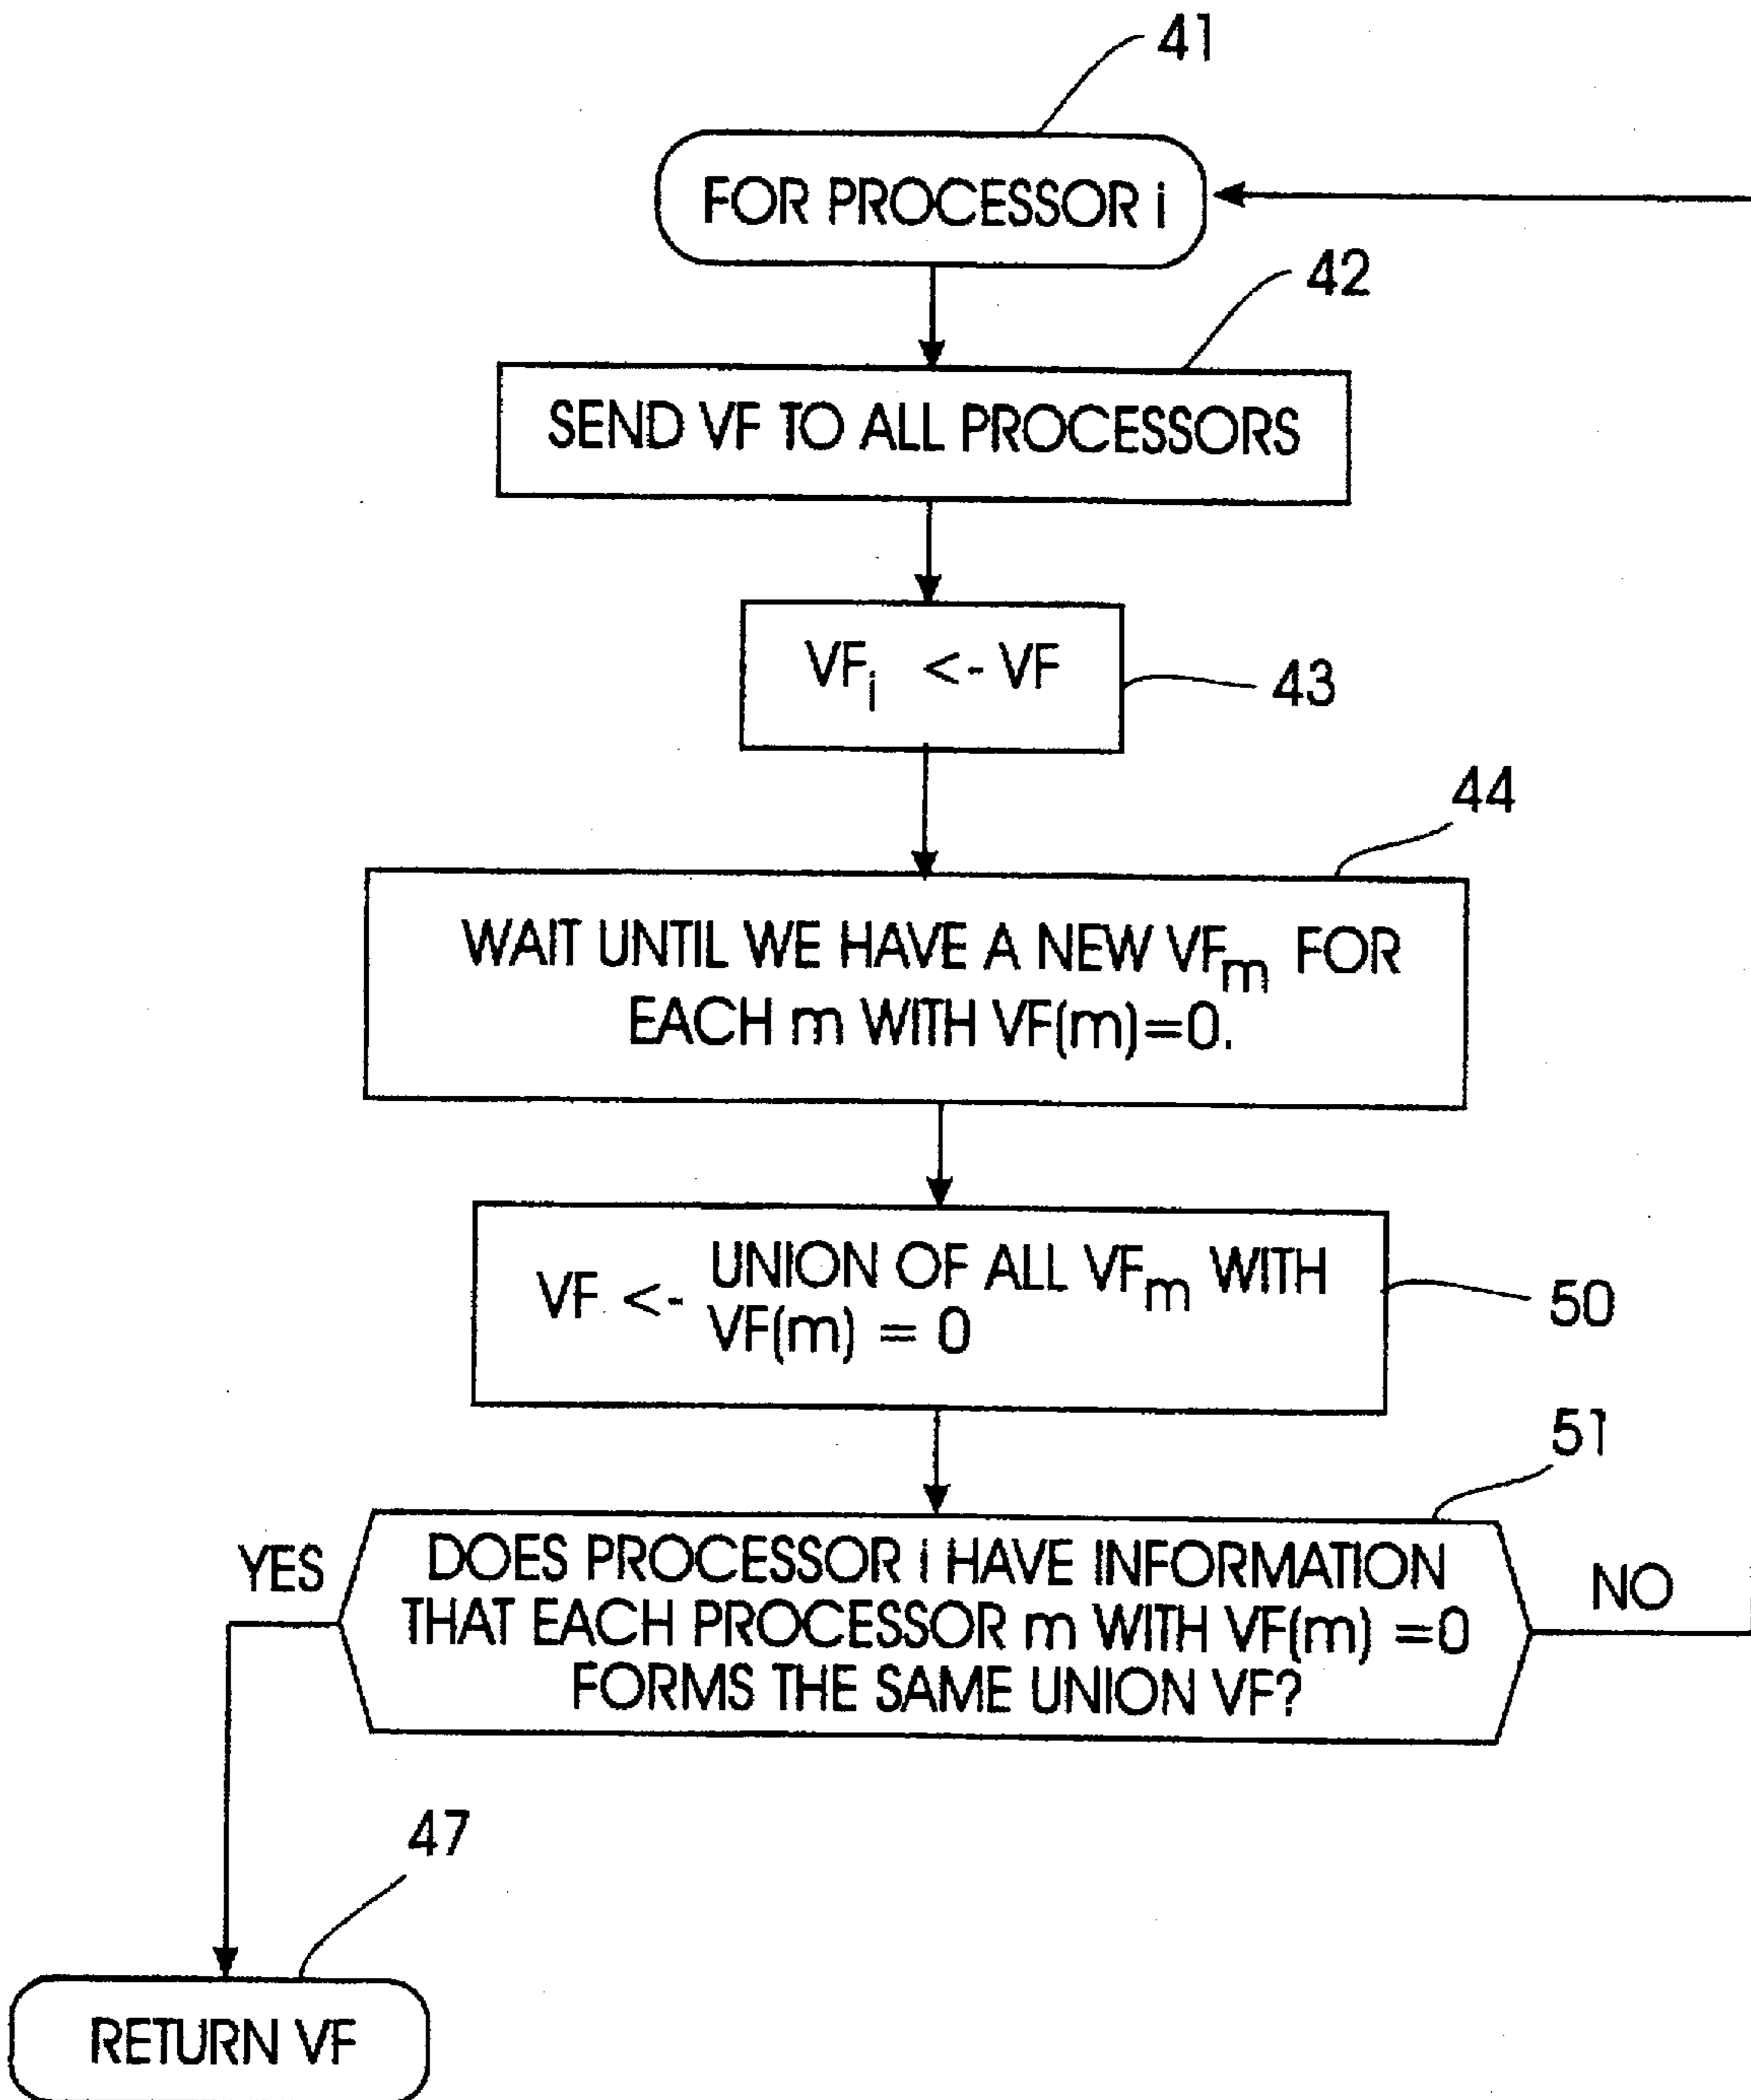 41
FOR PROCESSOR i
42
SEND VF TO ALL PROCESSORS
VFi <- VF
43
44
WAIT UNTIL WE HAVE A NEW VFm FOR
EACH m WITH VF(m)=0.
VF <- UNION OF ALL VFm WITH
VF(m) = 0
50
51
YES
DOES PROCESSOR i HAVE INFORMATION
THAT EACH PROCESSOR m WITH VF(m) =0
FORMS THE SAME UNION VF?
NO
47
RETURN VF